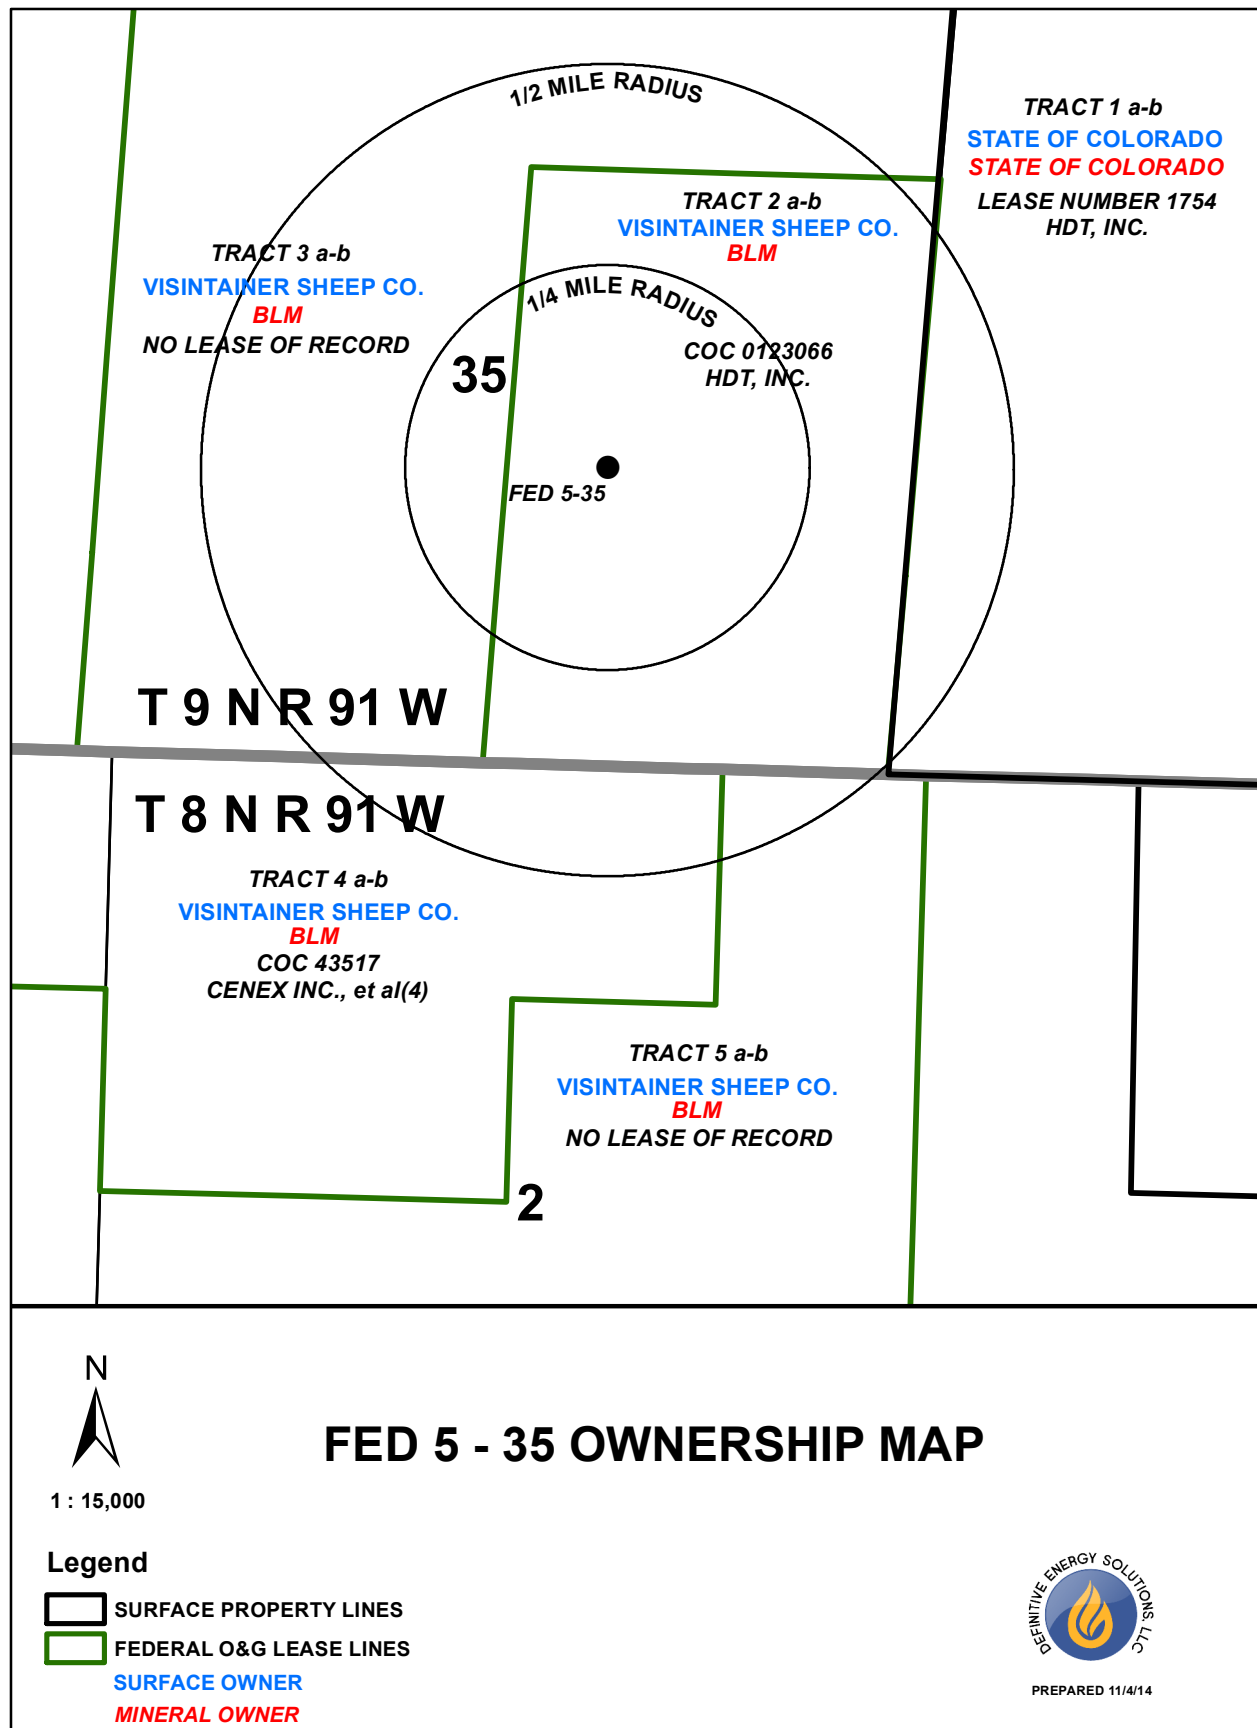 1/2 MILE RADIUS
TRACT 1 a-b
STATE OF COLORADO
STATE OF COLORADO
LEASE NUMBER 1754
HDT, INC.
TRACT 2 a-b
VISINTAINER SHEEP CO.
BLM
TRACT 3 a-b
VISINTAINER SHEEP CO.
BLM
NO LEASE OF RECORD
1/4 MILE RADIUS
COC 0123066
HDT, INC.
35
FED 5-35
T 9 N R 91 W
T 8 N R 91 W
TRACT 4 a-b
VISINTAINER SHEEP CO.
BLM
COC 43517
CENEX INC., et al(4)
TRACT 5 a-b
VISINTAINER SHEEP CO.
BLM
NO LEASE OF RECORD
2
N
1 : 15,000
FED 5 - 35 OWNERSHIP MAP
Legend
SURFACE PROPERTY LINES
FEDERAL O&G LEASE LINES
SURFACE OWNER
MINERAL OWNER
DEFINITIVE ENERGY SOLUTIONS, LLC
PREPARED 11/4/14